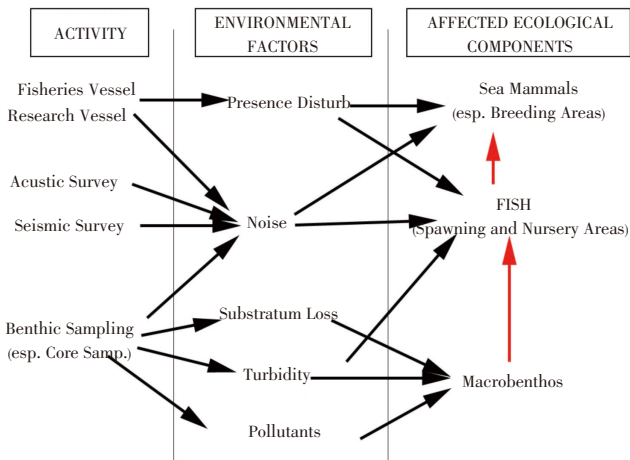 ACTIVITY
ENVIRONMENTAL
FACTORS
AFFECTED ECOLOGICAL
COMPONENTS
Fisheries Vessel
Research Vessel
Acustic Survey
Seismic Survey
Benthic Sampling
(esp. Core Samp.)
Presence Disturb
Noise
Substratum Loss
Turbidity
Pollutants
Sea Mammals
(esp. Breeding Areas)
FISH
(Spawning and Nursery Areas)
Macrobenthos